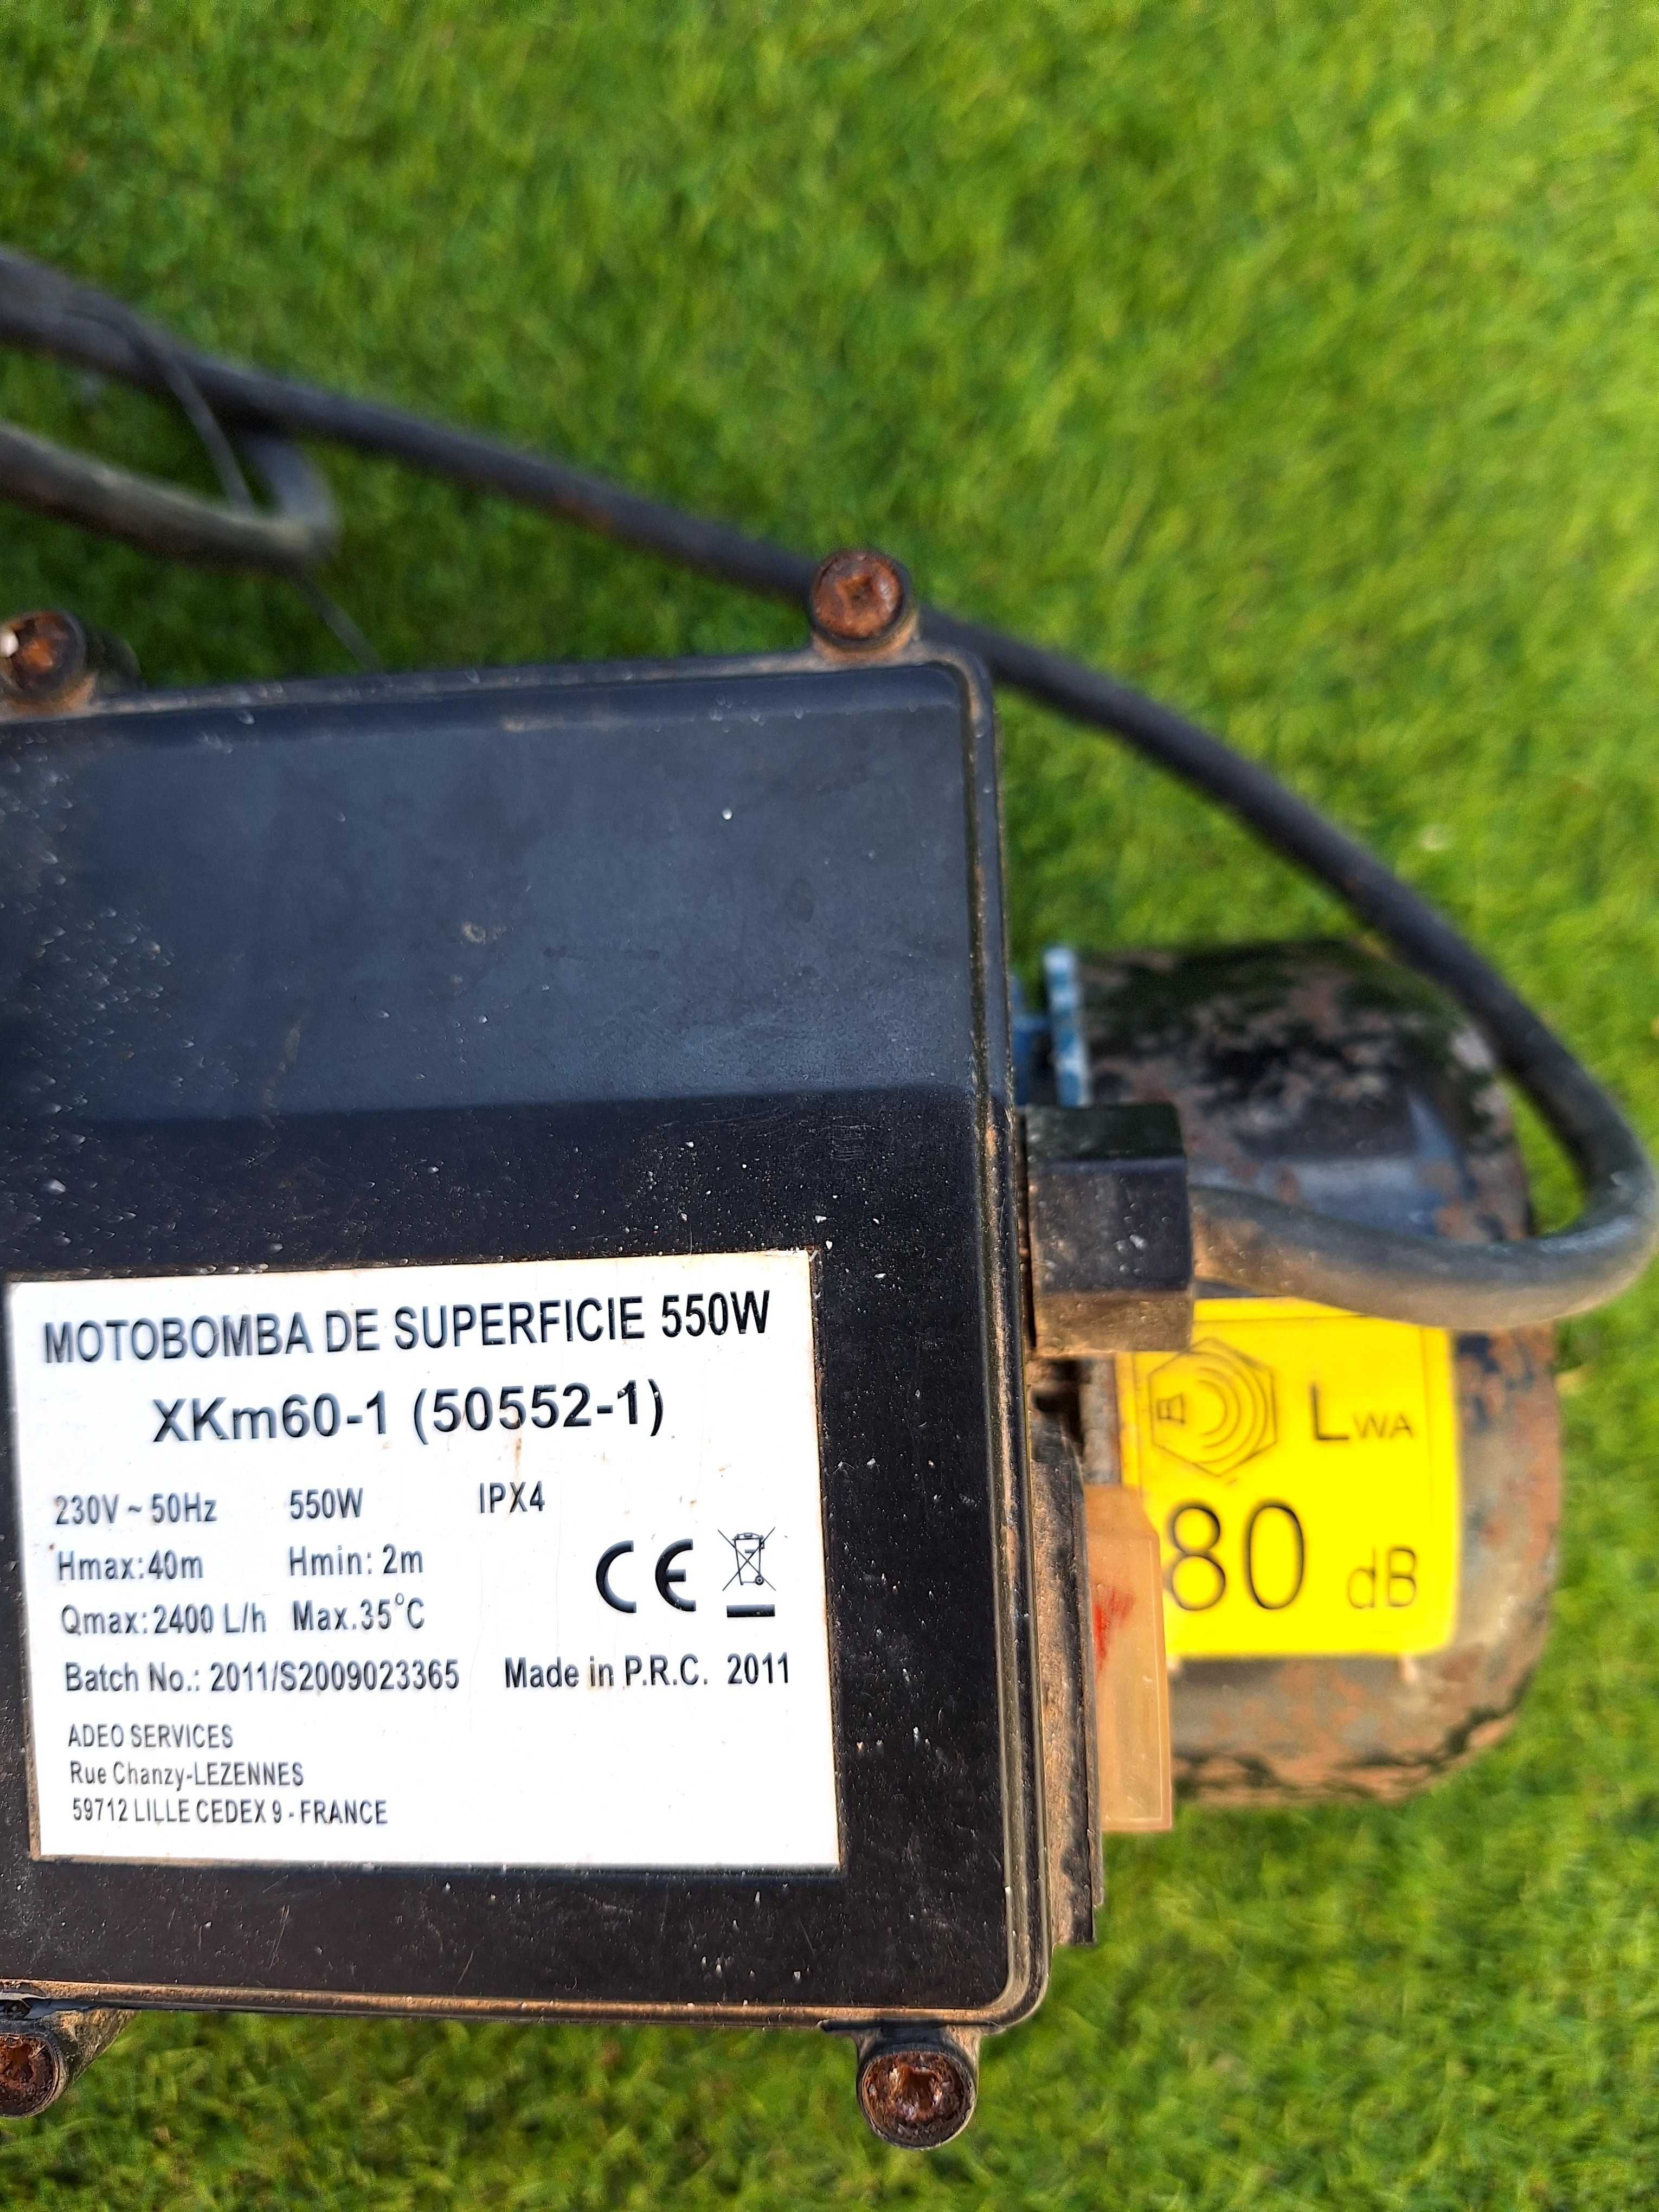 MOTOBOMBA DE SUPERFICIE 550W
XKm60-1 (50552-1)
230V ~ 50Hz 550W IPX4
Hmax:40m Hmin: 2m
CE
Qmax:2400 L/h Max.35°C
Batch No.: 2011/S2009023365 Made in P.R.C. 2011
ADEO SERVICES
Rue Chanzy-LEZENNES
59712 LILLE CEDEX 9 - FRANCE
LWA
80 dB